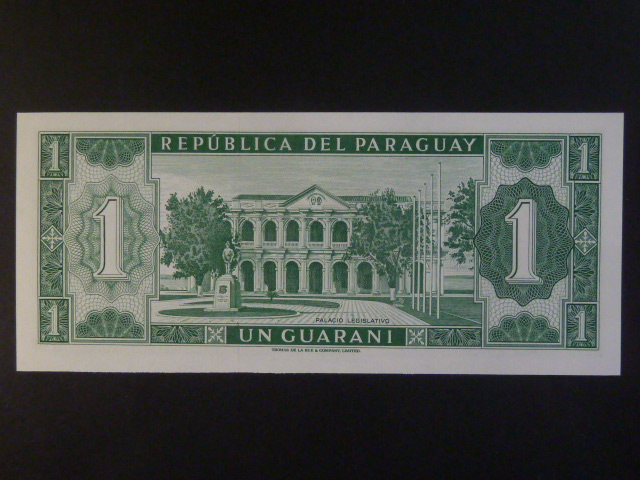 REPÚBLICA DEL PARAGUAY
1
1
1
1
PALACIO LEGISLATIVO
1
1
UN GUARANI
THOMAS DE LA RUE & COMPANY, LIMITED.